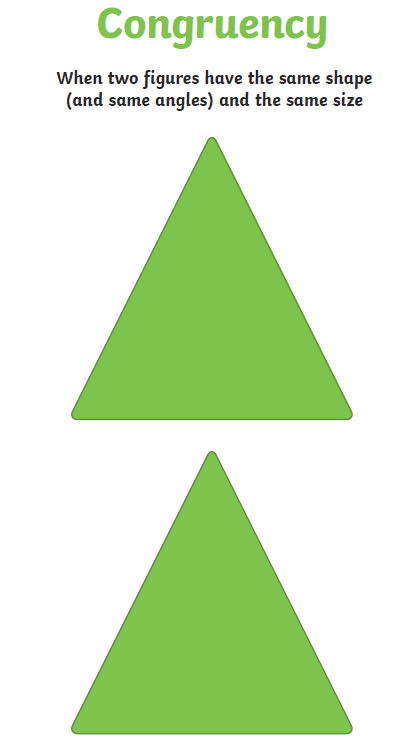 Congruency
When two figures have the same shape
(and same angles) and the same size